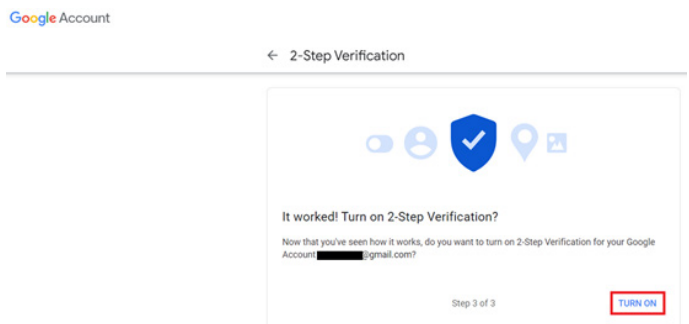 Google Account
← 2-Step Verification
It worked! Turn on 2-Step Verification?
Now that you've seen how it works, do you want to turn on 2-Step Verification for your Google
Account @gmail.com?
Step 3 of 3
TURN ON